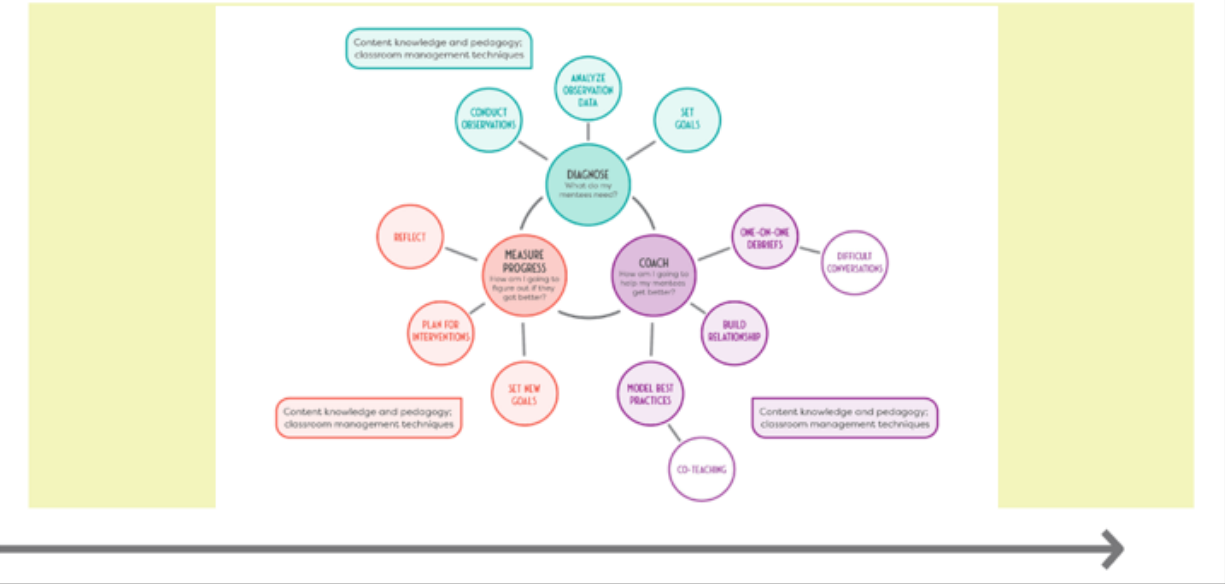 Content knowledge and pedagogy;
classroom management techniques
ANALYZE
OBSERVATION
DATA
CONDUCT
OBSERVATIONS
SET
GOALS
DIAGNOSE
What do my
mentees need?
REFLECT
MEASURE
PROGRESS
How am I going to
figure out if they
got better?
COACH
How am I going to
help my mentees
get better?
ONE-ON-ONE
DEBRIEFS
DIFFICULT
CONVERSATIONS
PLAN FOR
INTERVENTIONS
BUILD
RELATIONSHIP
SET NEW
GOALS
MODEL BEST
PRACTICES
Content knowledge and pedagogy;
classroom management techniques
Content knowledge and pedagogy;
classroom management techniques
CO-TEACHING